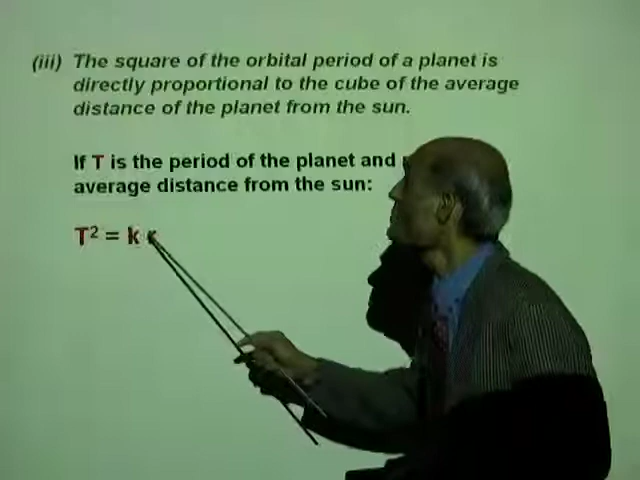 (iii) The square of the orbital period of a planet is
directly proportional to the cube of the average
distance of the planet from the sun.
If T is the period of the planet and
average distance from the sun:
T² = k